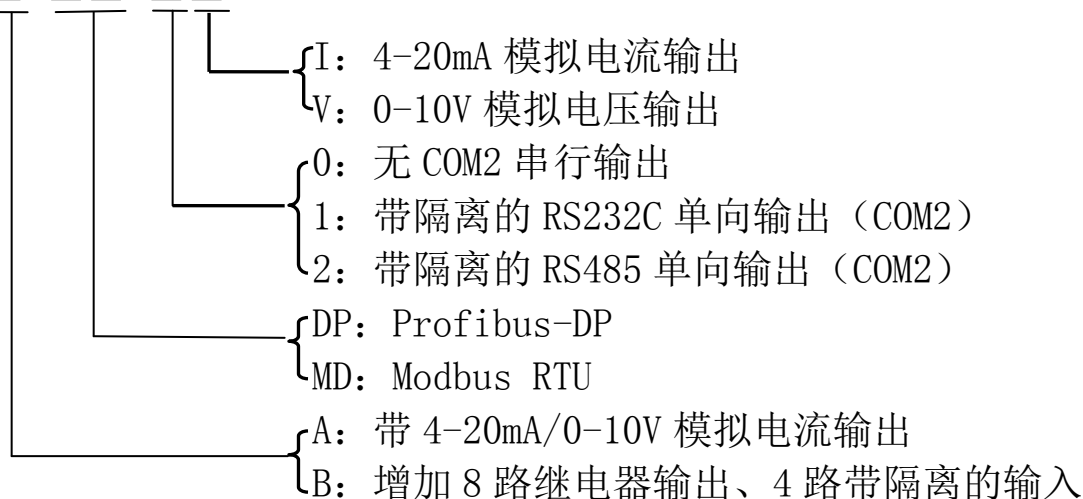 I: 4-20mA 模拟电流输出
V: 0-10V 模拟电压输出
0: 无 COM2 串行输出
1: 带隔离的 RS232C 单向输出（COM2）
2: 带隔离的 RS485 单向输出（COM2）
DP: Profibus-DP
MD: Modbus RTU
A: 带 4-20mA/0-10V 模拟电流输出
B: 增加 8 路继电器输出、4 路带隔离的输入